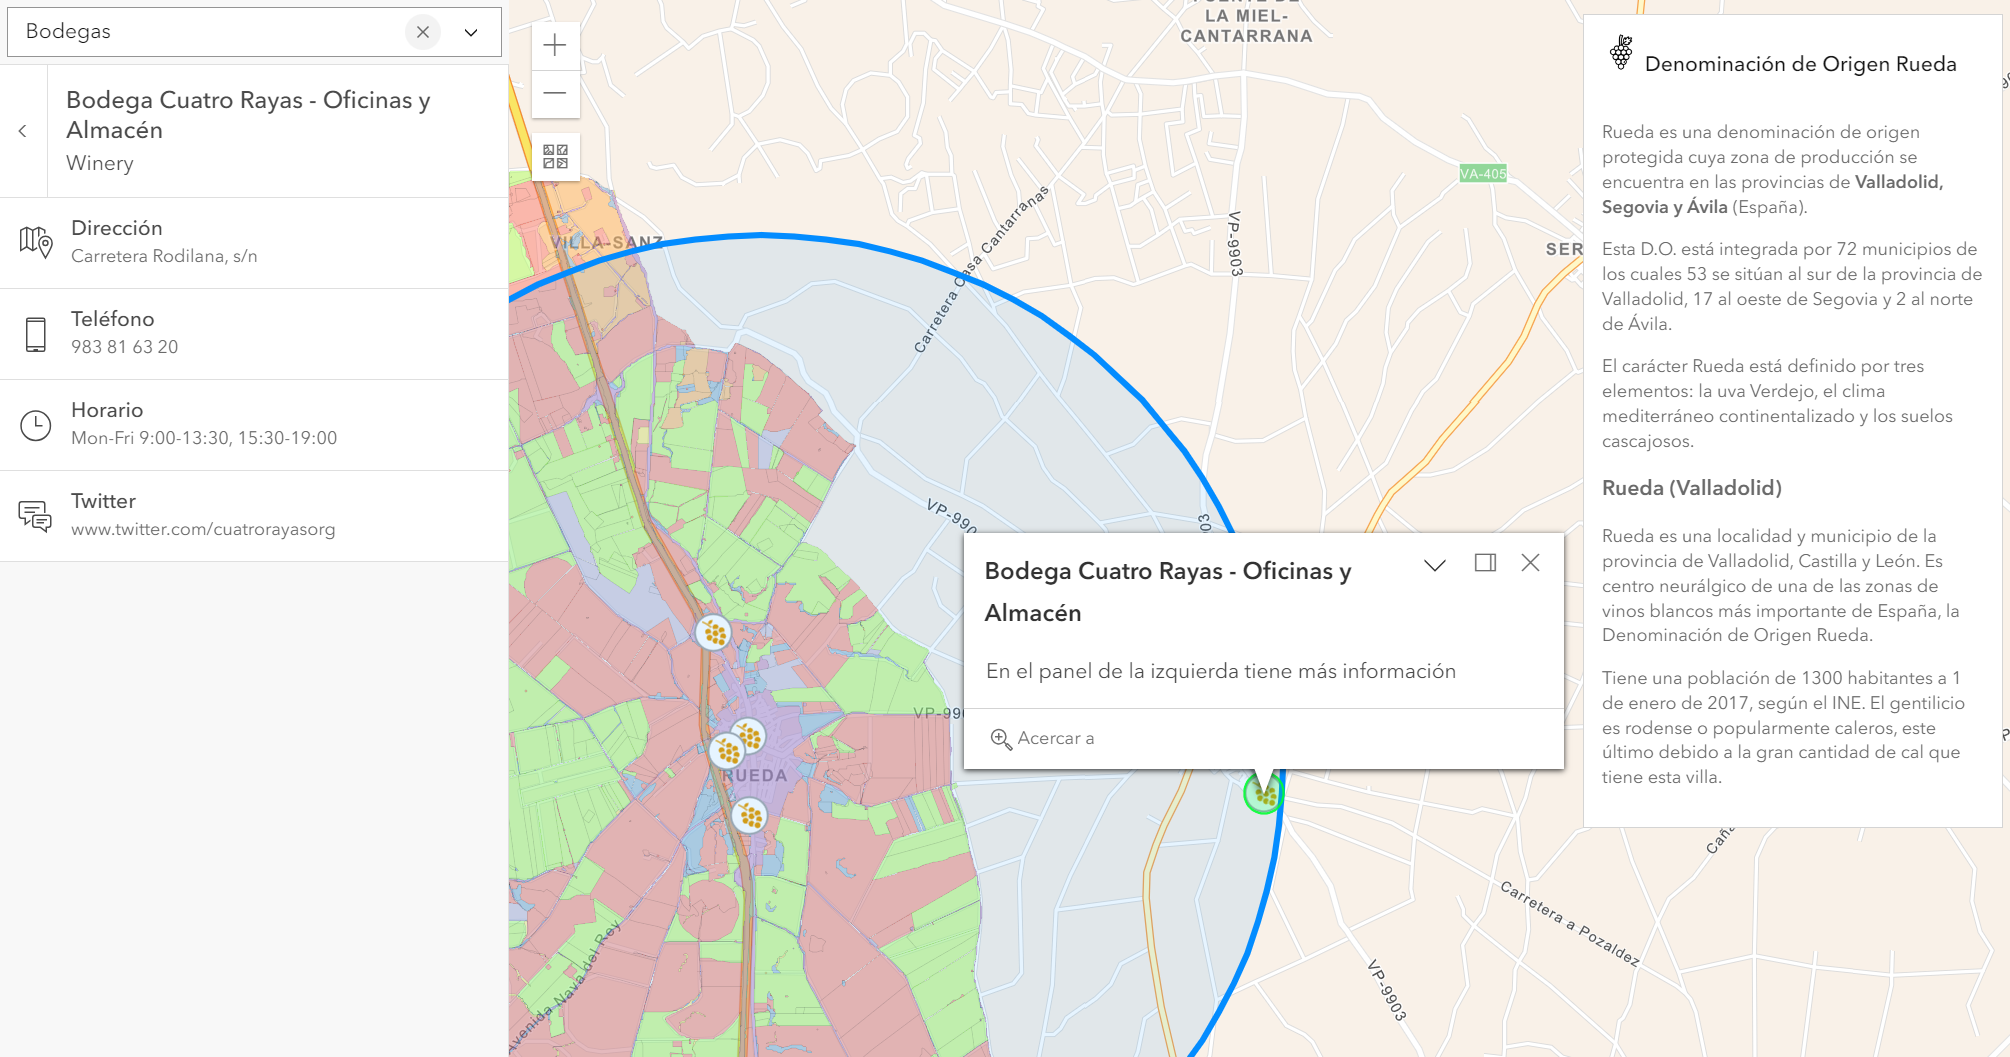 Bodegas
Bodega Cuatro Rayas - Oficinas y
Almacén
Winery
Dirección
Carretera Rodilana, s/n
Teléfono
983 81 63 20
Horario
Mon-Fri 9:00-13:30, 15:30-19:00
Twitter
www.twitter.com/cuatrorayasorg
LA MIEL-
CANTARRANA
VA-405
VP-9903
Carretera Casa Cantarranas
VILLA-SANZ
SER
VP-990
03
VP-990
Bodega Cuatro Rayas - Oficinas y
Almacén
En el panel de la izquierda tiene más información
Acercar a
RUEDA
Avenida Nava del Rey
Carretera a Pozaldez
VP-9903
Caña
Denominación de Origen Rueda
Rueda es una denominación de origen
protegida cuya zona de producción se
encuentra en las provincias de Valladolid,
Segovia y Ávila (España).
Esta D.O. está integrada por 72 municipios de
los cuales 53 se sitúan al sur de la provincia de
Valladolid, 17 al oeste de Segovia y 2 al norte
de Ávila.
El carácter Rueda está definido por tres
elementos: la uva Verdejo, el clima
mediterráneo continentalizado y los suelos
cascajosos.
Rueda (Valladolid)
Rueda es una localidad y municipio de la
provincia de Valladolid, Castilla y León. Es
centro neurálgico de una de las zonas de
vinos blancos más importante de España, la
Denominación de Origen Rueda.
Tiene una población de 1300 habitantes a 1
de enero de 2017, según el INE. El gentilicio
es rodense o popularmente caleros, este
último debido a la gran cantidad de cal que
tiene esta villa.